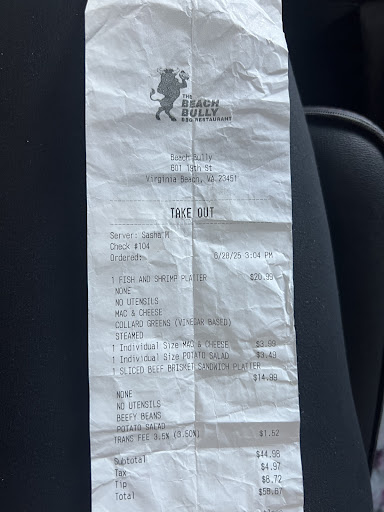 THE
BEACH
BULLY
BBQ RESTAURANT
Beach Bully
601 19th St
Virginia Beach, VA 23451
TAKE OUT
Server: Sasha M
Check #104
Ordered: 6/28/25 3:04 PM
1 FISH AND SHRIMP PLATTER $20.99
NONE
NO UTENSILS
MAC & CHEESE
COLLARD GREENS (VINEGAR BASED)
STEAMED
1 Individual Size MAC & CHEESE $3.99
1 Individual Size POTATO SALAD $3.49
1 SLICED BEEF BRISKET SANDWICH PLATTER
$14.99
NONE
NO UTENSILS
BEEFY BEANS
POTATO SALAD
TRANS FEE 3.5% (3.50%) $1.52
Subtotal $44.98
Tax $4.97
Tip $8.72
Total $58.67